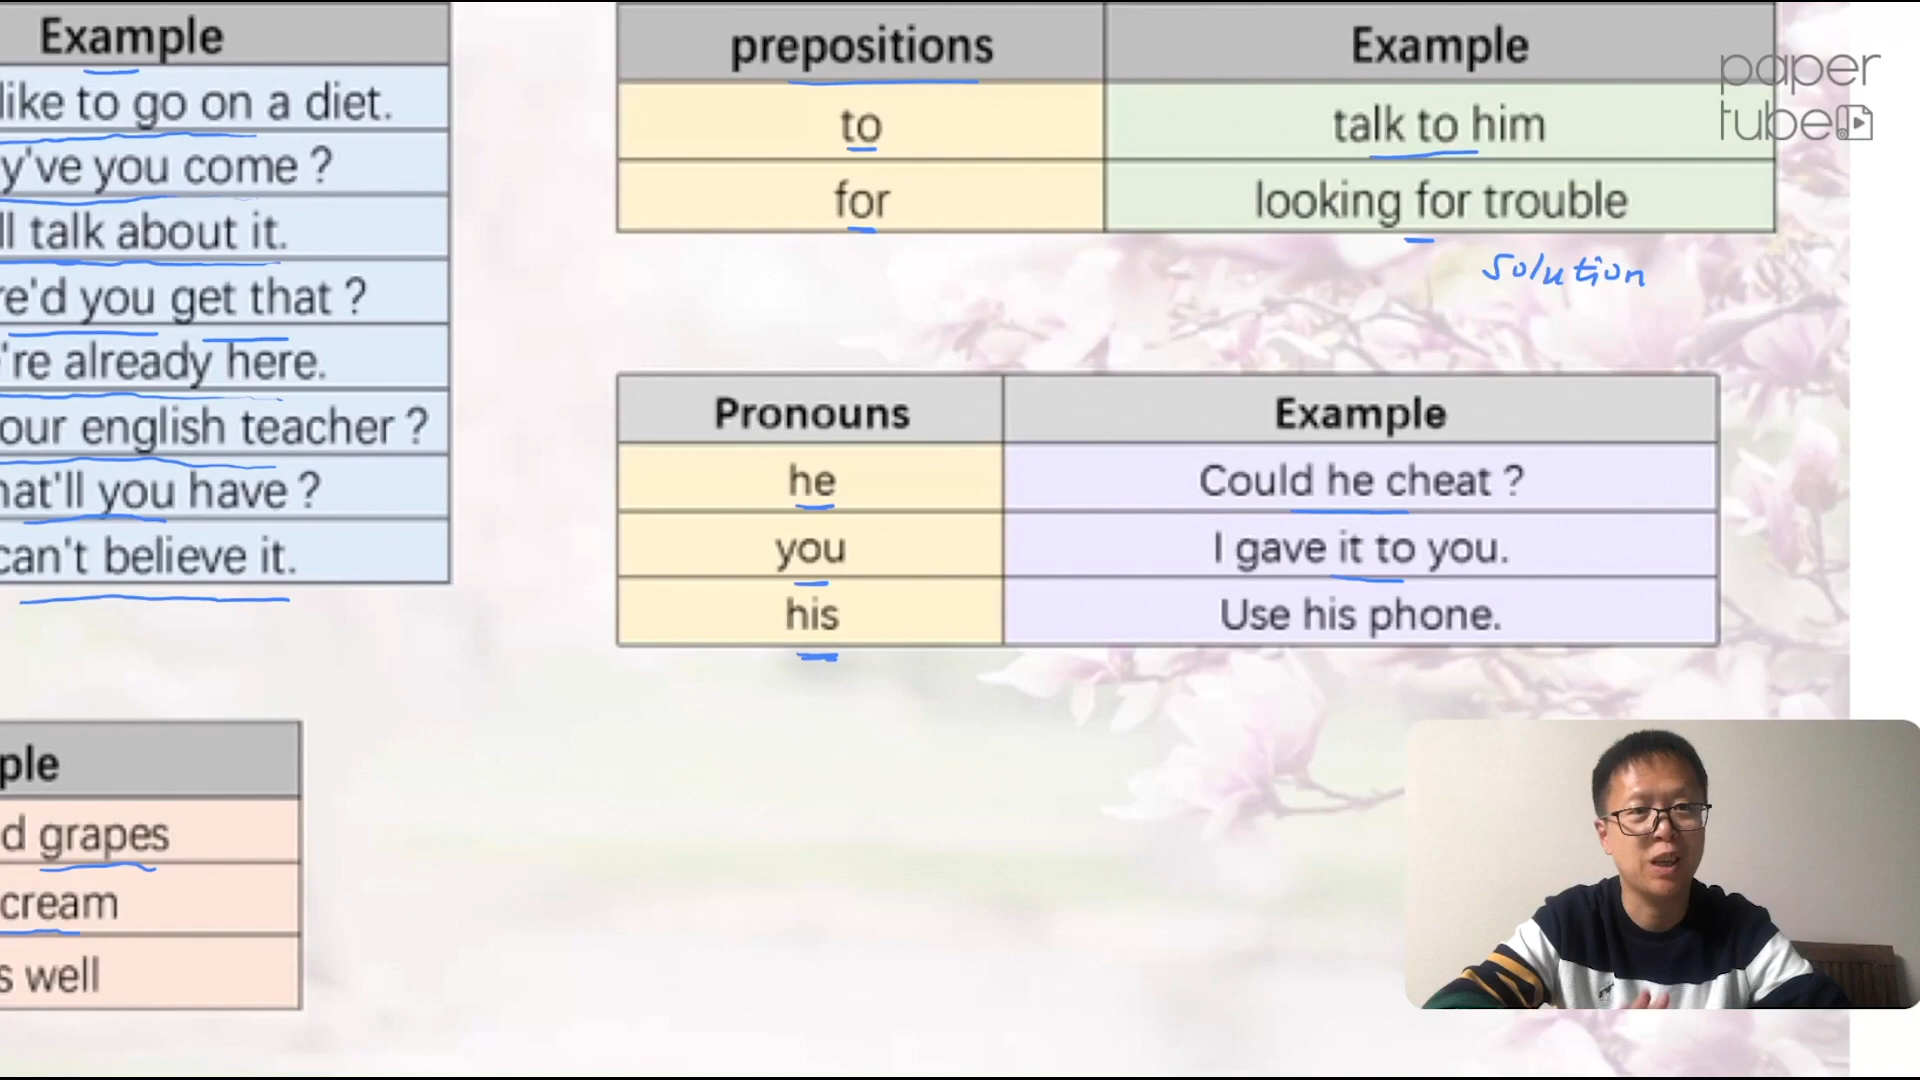 Example
like to go on a diet.
y've you come ?
ll talk about it.
re'd you get that ?
're already here.
our english teacher ?
hat'll you have ?
can't believe it.
ple
d grapes
cream
s well
prepositions Example
to talk to him
for looking for trouble
solution
Pronouns Example
he Could he cheat ?
you I gave it to you.
his Use his phone.
paper
tube